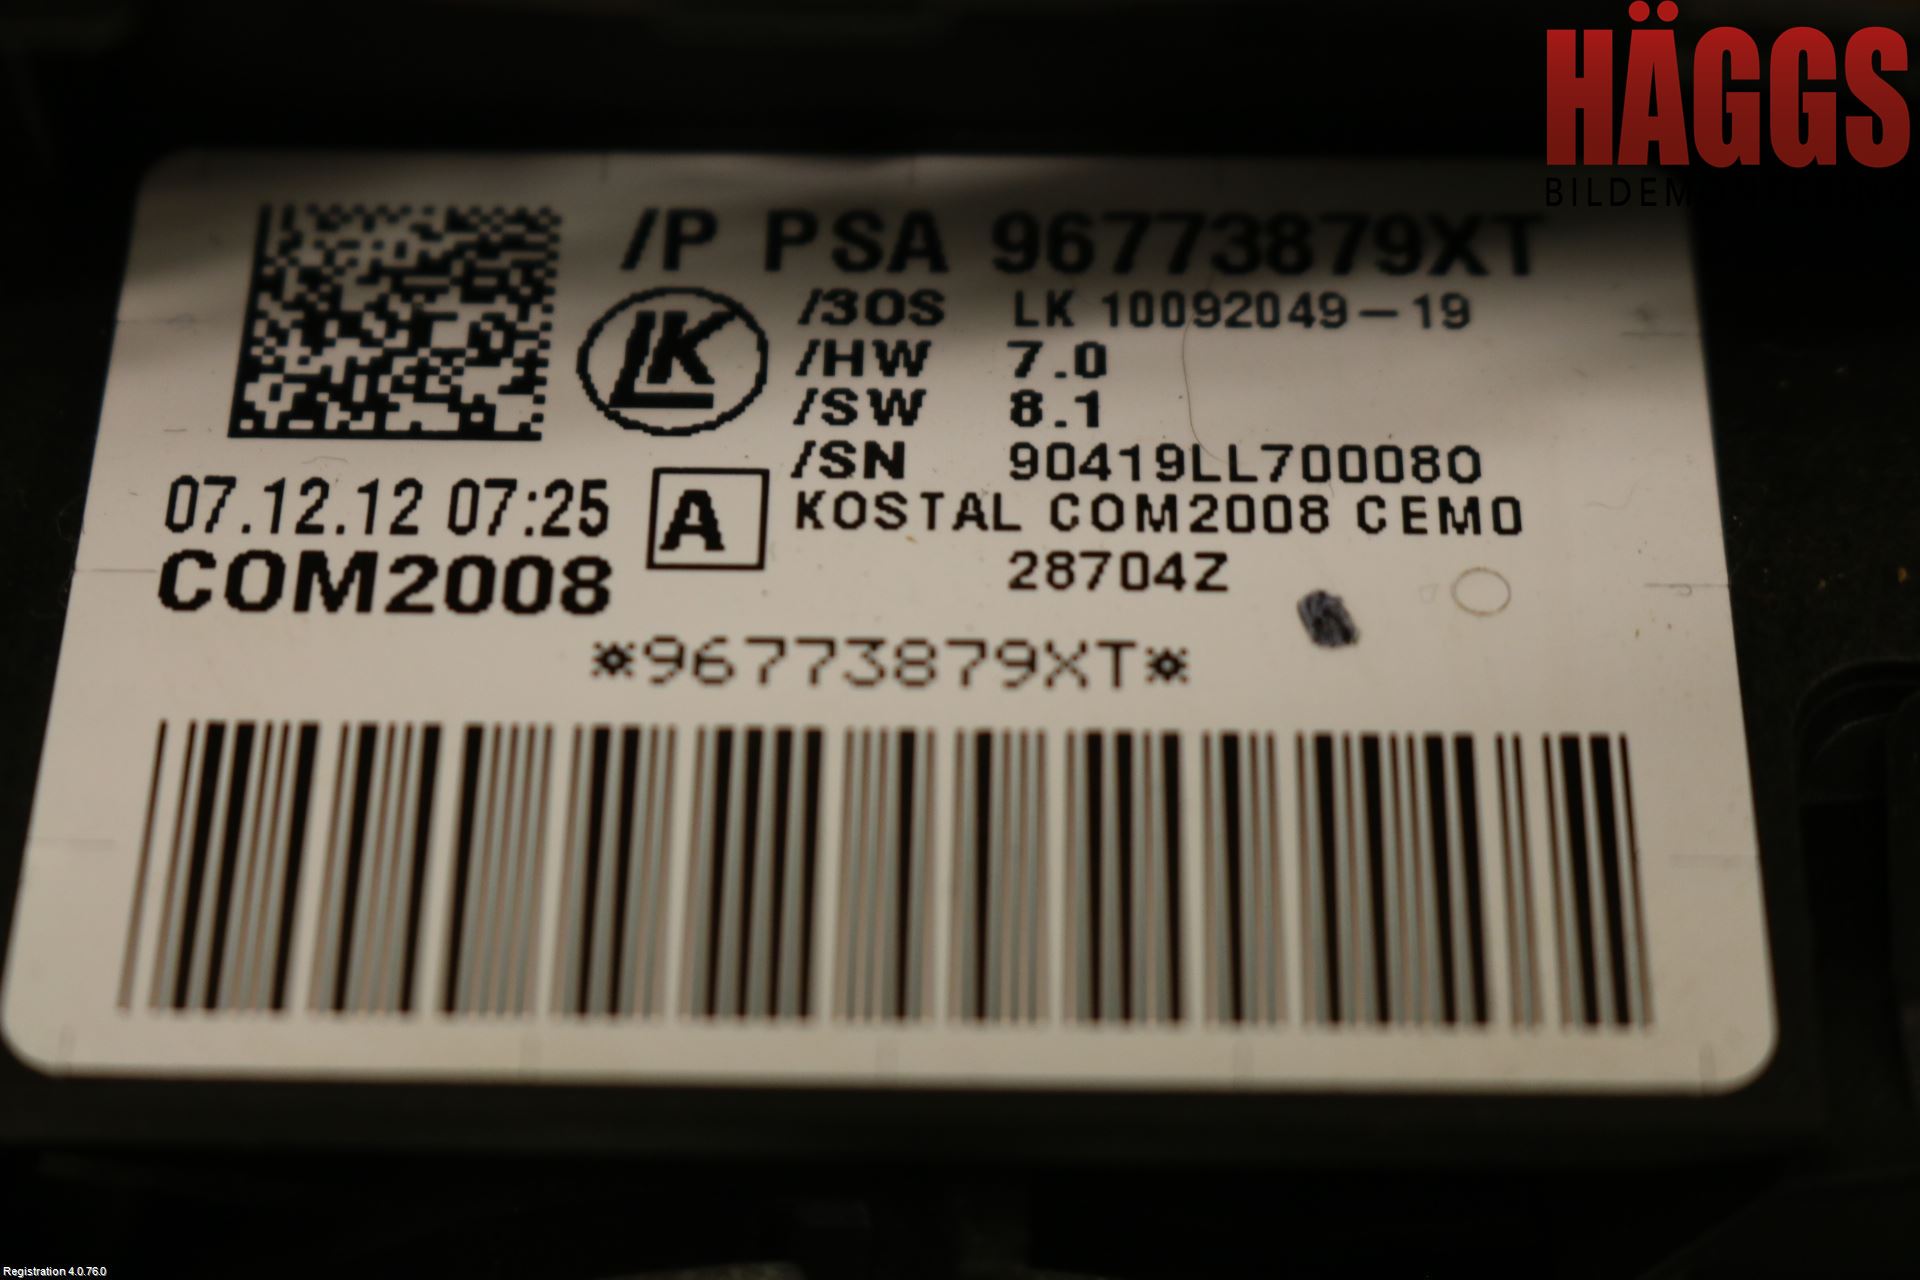 HÄGGS
/P PSA 96773879XT
/3OS LK 10092049-19
LK
/HW 7.0
/SW 8.1
/SN 90419LL700080
07.12.12 07:25
A
KOSTAL COM2008 CEM0
COM2008
28704Z
*96773879XT*
Registration 4.0.76.0